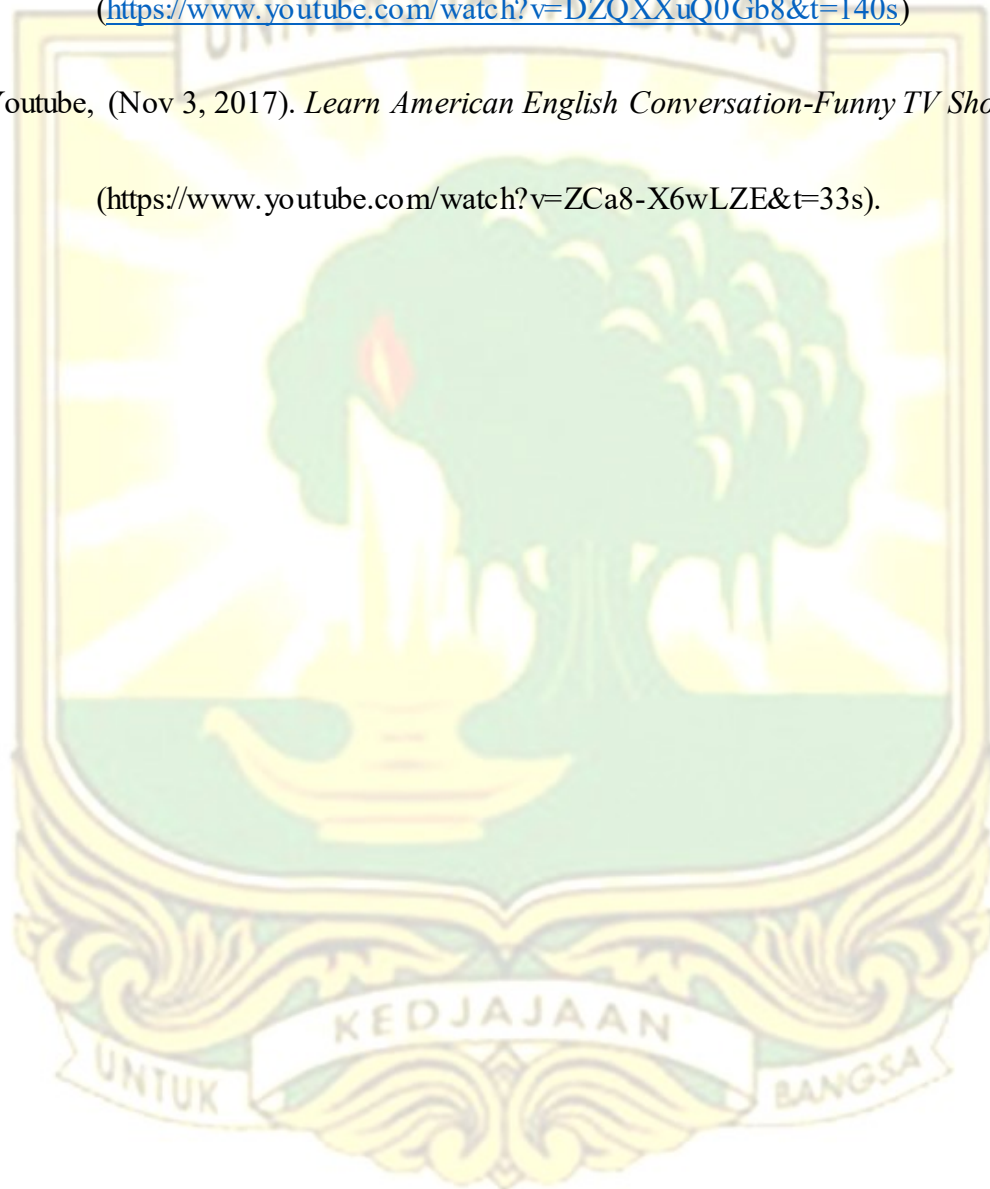 (https://www.youtube.com/watch?v=DZQXXuQ0Gb8&t=140s)
Youtube, (Nov 3, 2017). Learn American English Conversation-Funny TV Sho
(https://www.youtube.com/watch?v=ZCa8-X6wLZE&t=33s).
KEDJAJAAN
UNTUK
BANGSA